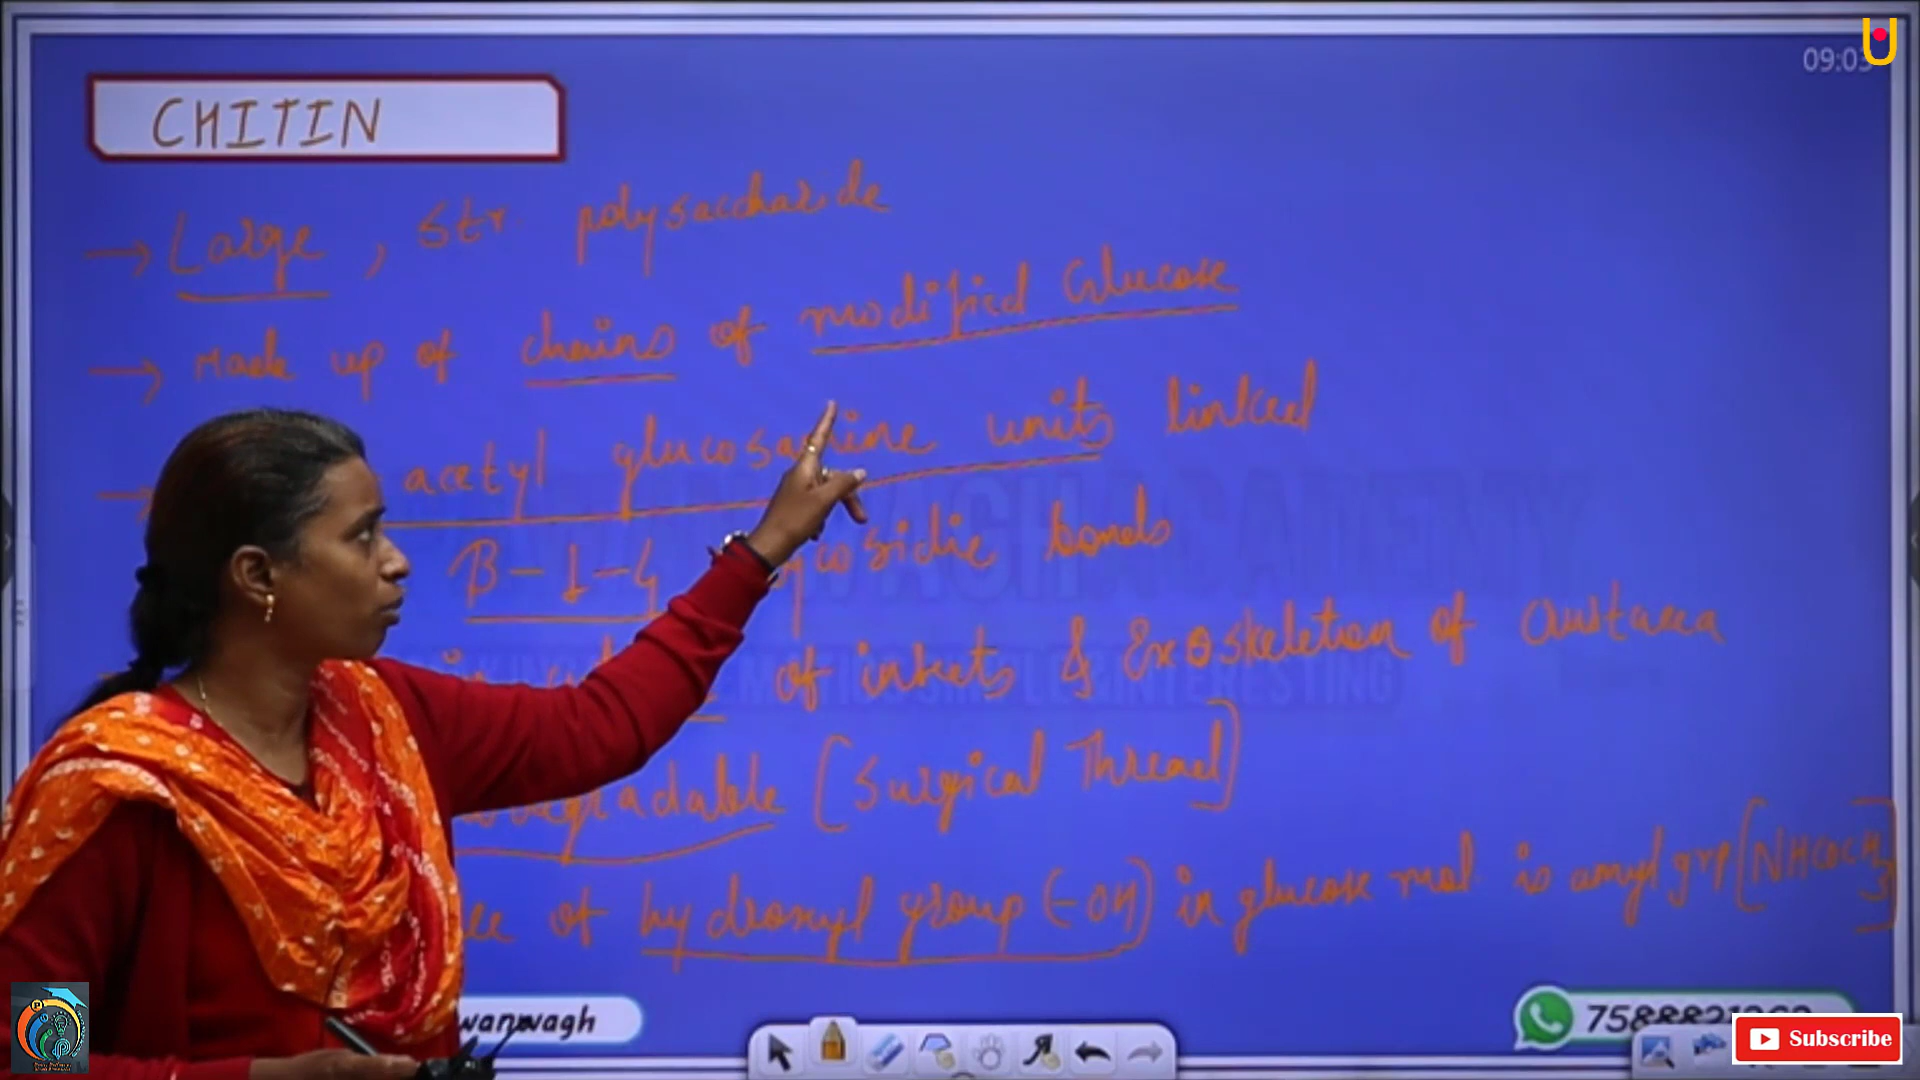 09:03
CHITIN
→ Large, Str. polysaccharide
→ Made up of chains of modified Glucose
→ acetyl glucosamine units linked
B-1-4 glycosidic bonds
of insects & Exoskeleton of
[Surgical Thread]
of hydroxyl group (-OH) in glucose mol. is amyl grp [NHCOCH3]
wanwagh
Subscribe